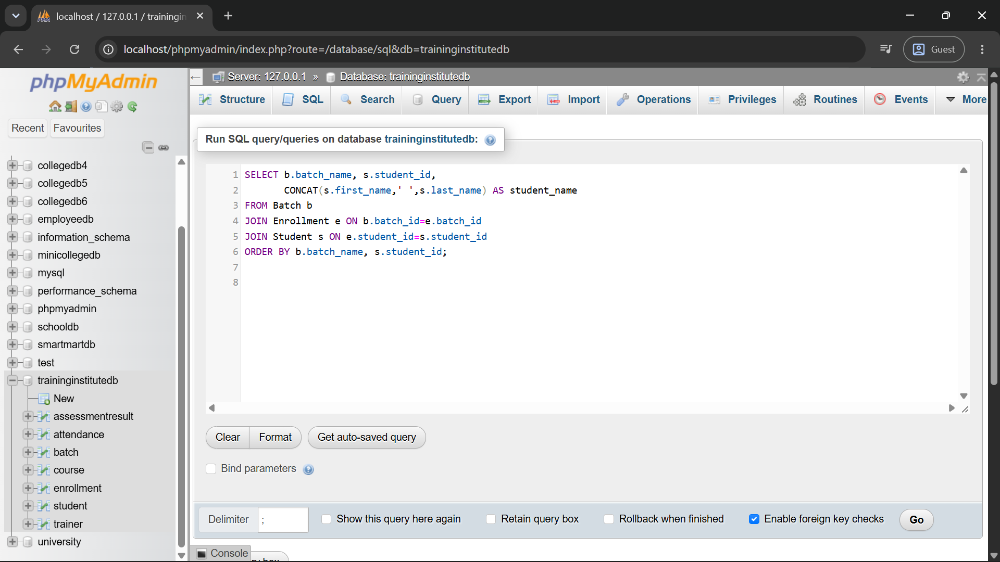 localhost / 127.0.0.1 / trainingin
localhost/phpmyadmin/index.php?route=/database/sql&db=traininginstitutedb
Guest
phpMyAdmin
Recent
Favourites
collegedb4
collegedb5
collegedb6
employeedb
information_schema
minicollegedb
mysql
performance_schema
phpmyadmin
schooldb
smartmartdb
test
traininginstitutedb
New
assessmentresult
attendance
batch
course
enrollment
student
trainer
university
Server: 127.0.0.1 » Database: traininginstitutedb
Structure SQL Search Query Export Import Operations Privileges Routines Events More
Run SQL query/queries on database traininginstitutedb:
1 SELECT b.batch_name, s.student_id,
2 CONCAT(s.first_name,' ',s.last_name) AS student_name
3 FROM Batch b
4 JOIN Enrollment e ON b.batch_id=e.batch_id
5 JOIN Student s ON e.student_id=s.student_id
6 ORDER BY b.batch_name, s.student_id;
7
8
Clear Format Get auto-saved query
Bind parameters
Delimiter ; Show this query here again Retain query box Rollback when finished Enable foreign key checks Go
Console